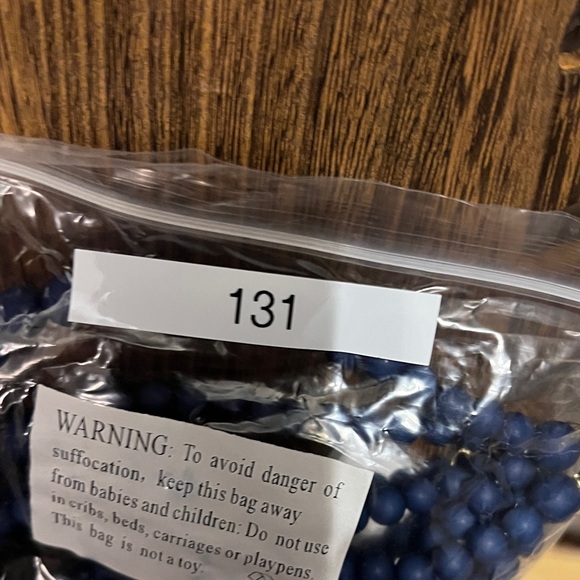 131
WARNING: To avoid danger of
suffocation, keep this bag away
from babies and children: Do not use
in cribs, beds, carriages or playpens.
This bag is not a toy.